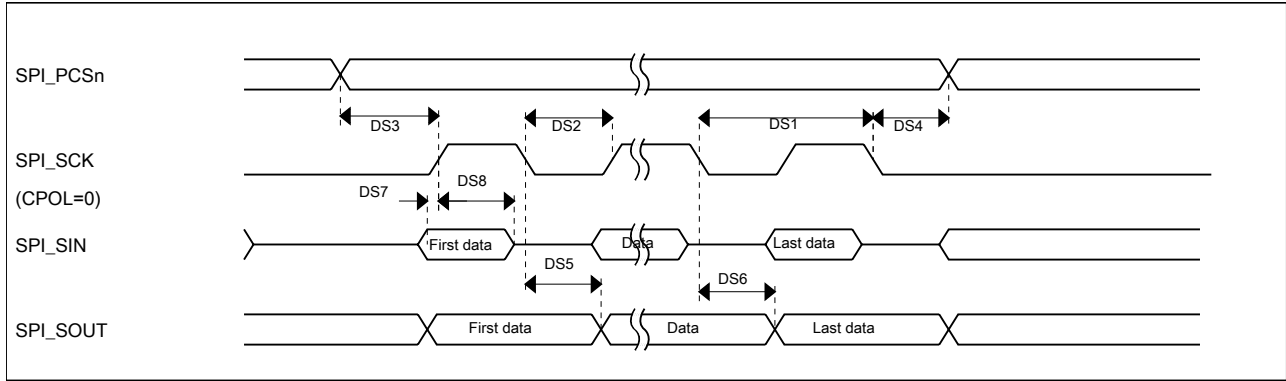 SPI_PCSn
DS3
DS2
DS1
DS4
SPI_SCK
(CPOL=0)
DS7
DS8
SPI_SIN
First data
Data
Last data
DS5
DS6
SPI_SOUT
First data
Data
Last data